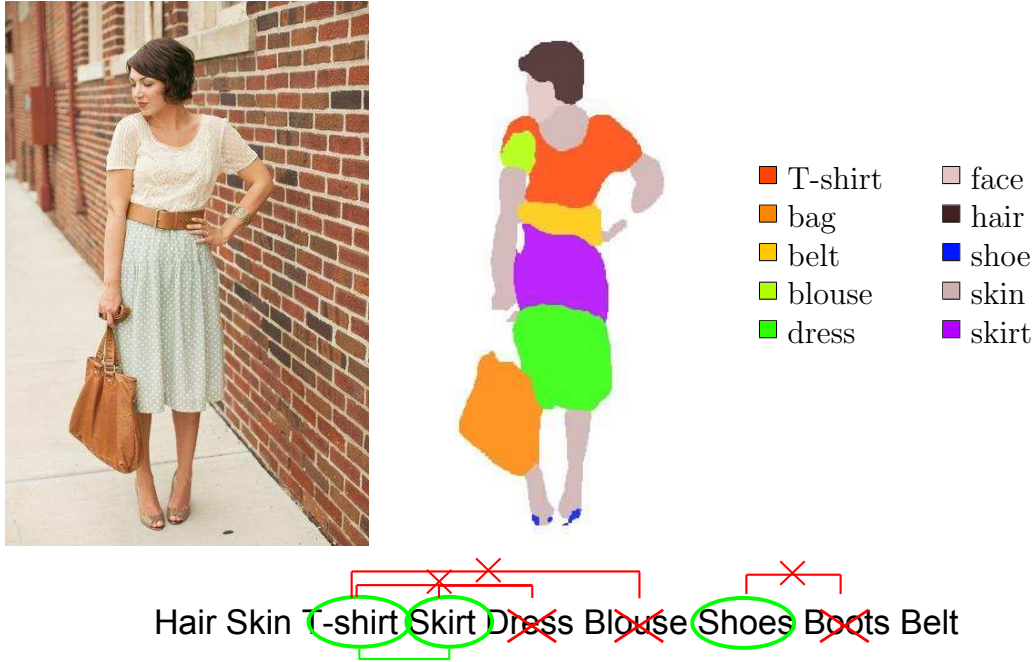 T-shirt face
bag hair
belt shoe
blouse skin
dress skirt
Hair Skin T-shirt Skirt Dress Blouse Shoes Boots Belt